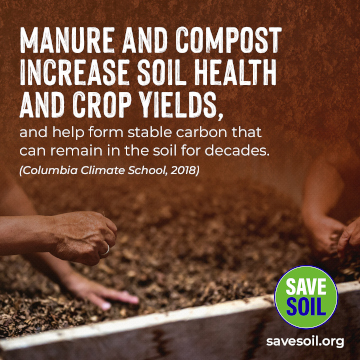 MANURE AND COMPOST
INCREASE SOIL HEALTH
AND CROP YIELDS,
and help form stable carbon that
can remain in the soil for decades.
(Columbia Climate School, 2018)
SAVE
SOIL
savesoil.org